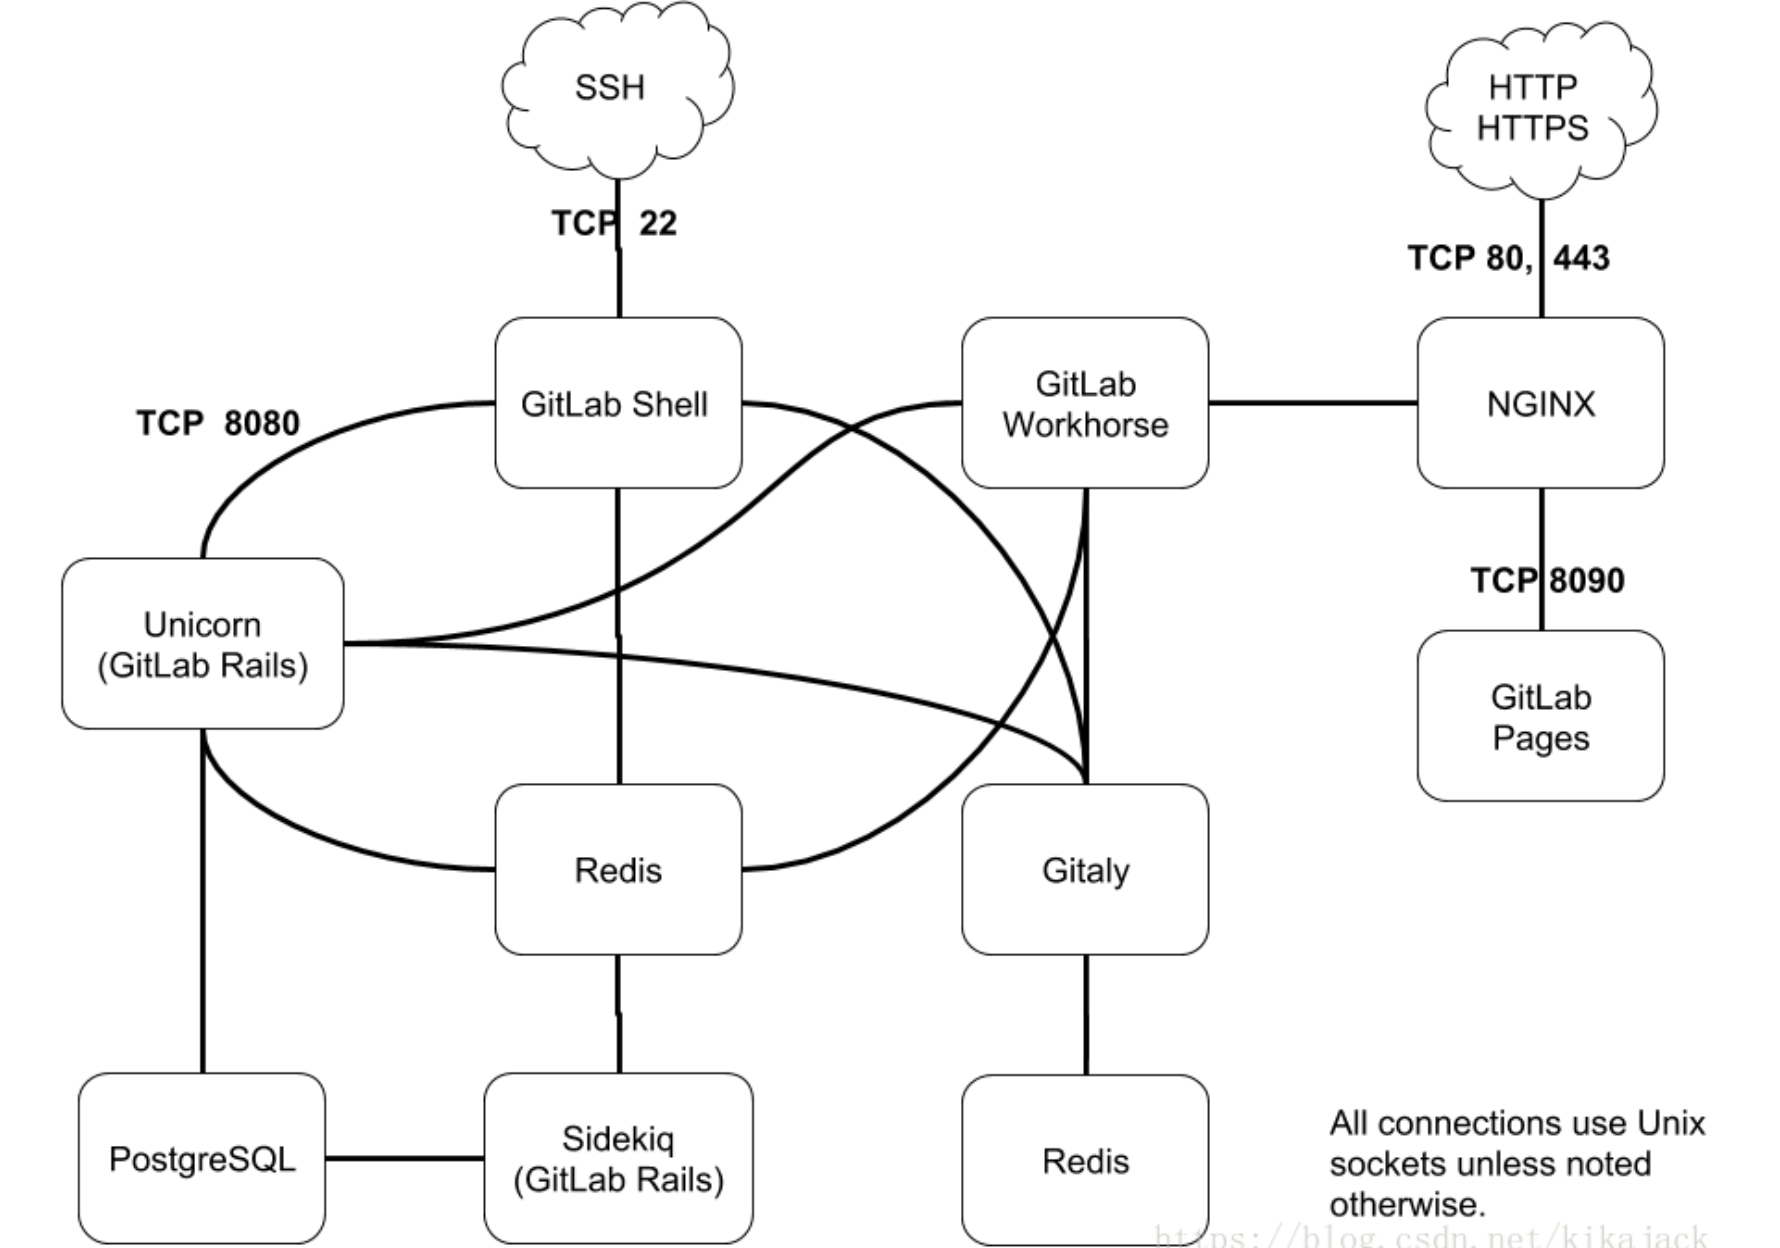 SSH
HTTP
HTTPS
TCP 22
TCP 80, 443
GitLab Shell
GitLab
Workhorse
NGINX
TCP 8080
TCP 8090
Unicorn
(GitLab Rails)
GitLab
Pages
Redis
Gitaly
PostgreSQL
Sidekiq
(GitLab Rails)
Redis
All connections use Unix
sockets unless noted
otherwise.
https://blog.csdn.net/kikajack